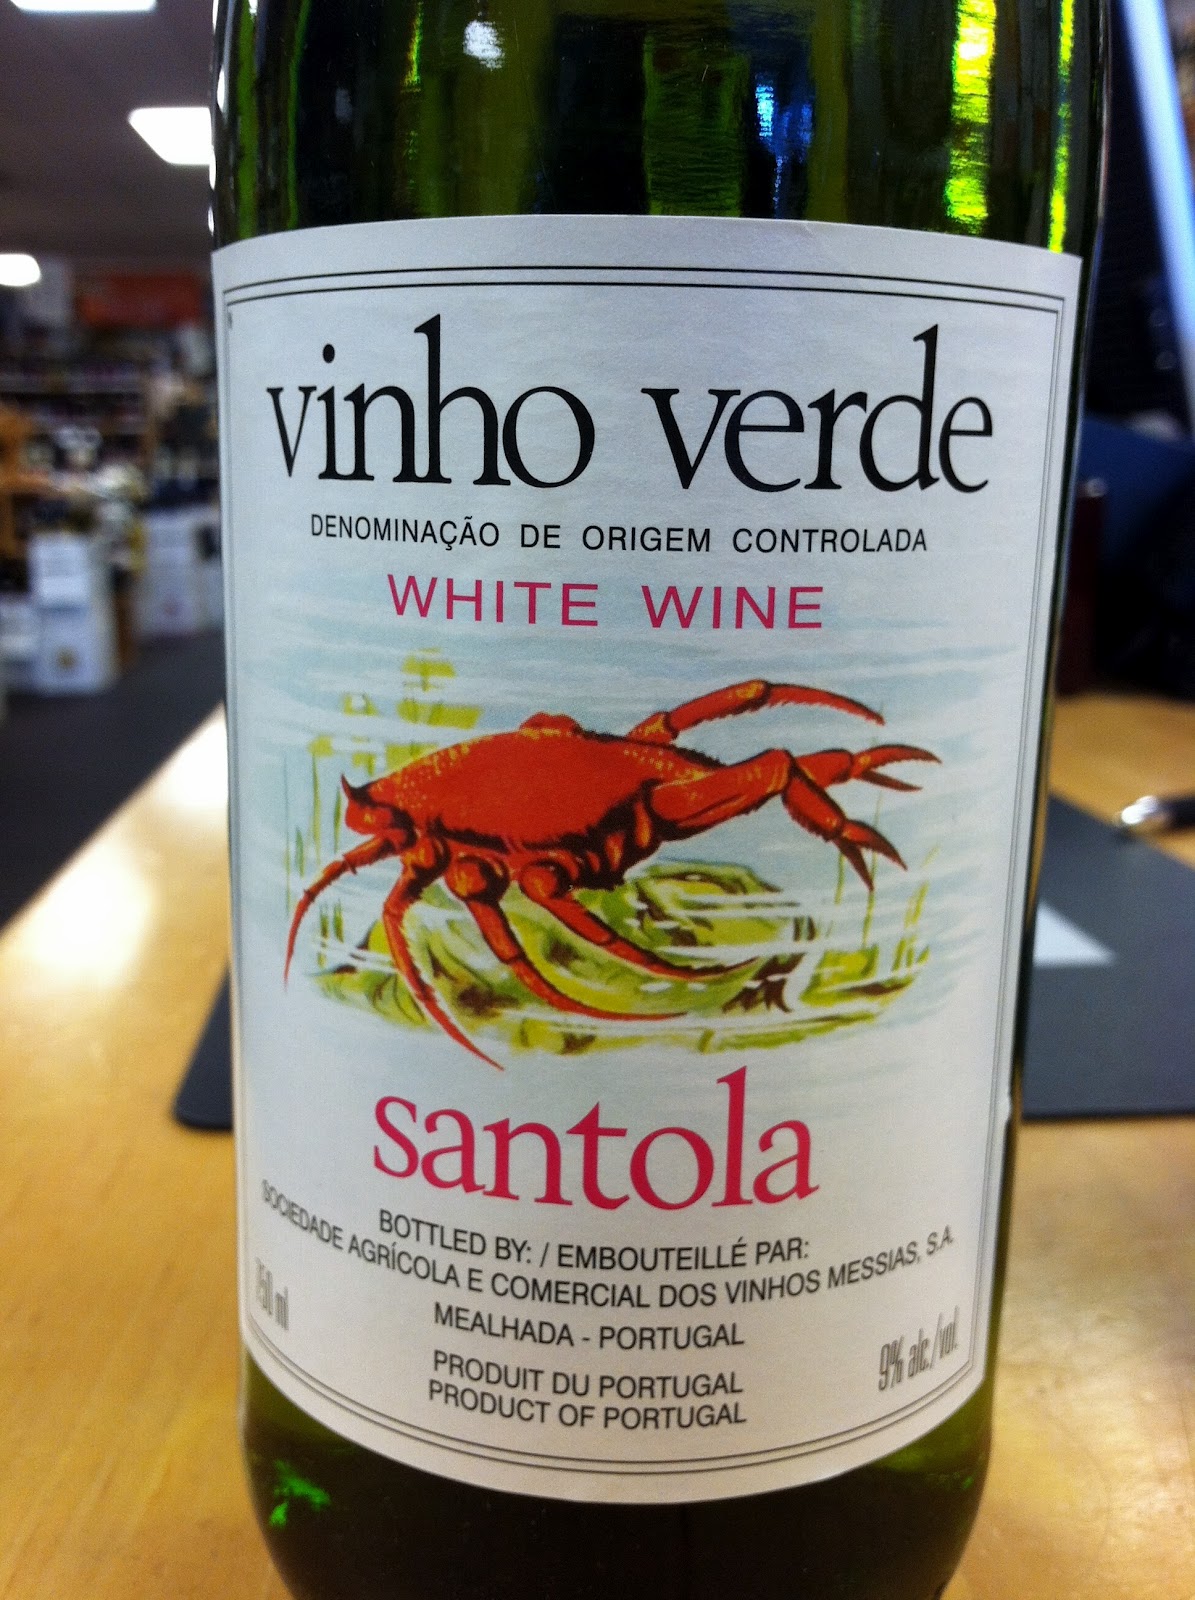 vinho verde
DENOMINAÇÃO DE ORIGEM CONTROLADA
WHITE WINE
santola
BOTTLED BY: / EMBOUTEILLÉ PAR:
SOCIEDADE AGRÍCOLA E COMERCIAL DOS VINHOS MESSIAS, S.A.
MEALHADA - PORTUGAL
750 ml
9% alc./vol.
PRODUIT DU PORTUGAL
PRODUCT OF PORTUGAL